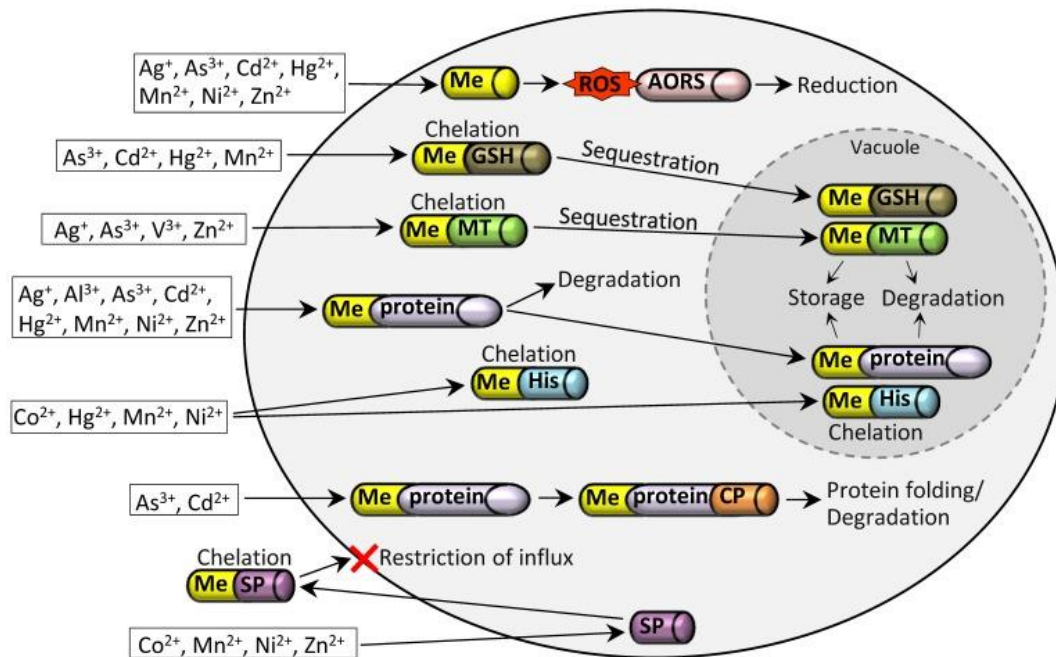 Ag⁺, As³⁺, Cd²⁺, Hg²⁺,
Mn²⁺, Ni²⁺, Zn²⁺
Me
ROS
AORS
Reduction
Chelation
As³⁺, Cd²⁺, Hg²⁺, Mn²⁺
Me GSH
Sequestration
Vacuole
Me GSH
Chelation
Ag⁺, As³⁺, V³⁺, Zn²⁺
Me MT
Sequestration
Me MT
Ag⁺, Al³⁺, As³⁺, Cd²⁺,
Hg²⁺, Mn²⁺, Ni²⁺, Zn²⁺
Me protein
Degradation
Storage
Degradation
Me protein
Chelation
Me His
Co²⁺, Hg²⁺, Mn²⁺, Ni²⁺
Me His
Chelation
As³⁺, Cd²⁺
Me protein
Me protein CP
Protein folding/
Degradation
Chelation
Me SP
Restriction of influx
SP
Co²⁺, Mn²⁺, Ni²⁺, Zn²⁺